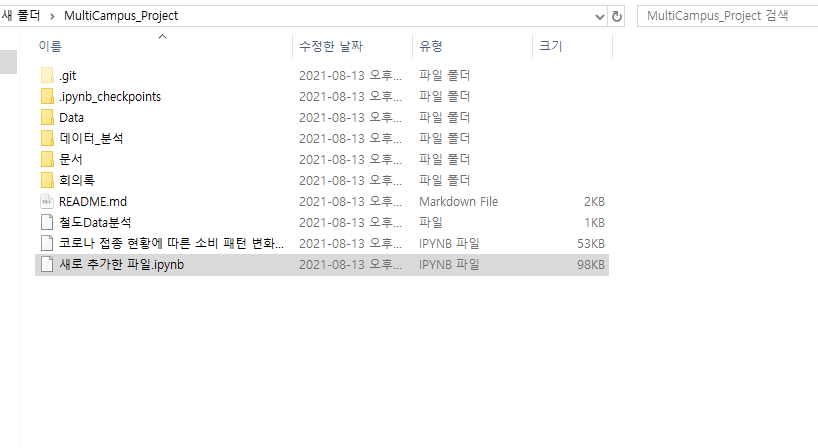 새 폴더 > MultiCampus_Project MultiCampus_Project 검색
이름 수정한 날짜 유형 크기
.git 2021-08-13 오후... 파일 폴더
.ipynb_checkpoints 2021-08-13 오후... 파일 폴더
Data 2021-08-13 오후... 파일 폴더
데이터_분석 2021-08-13 오후... 파일 폴더
문서 2021-08-13 오후... 파일 폴더
회의록 2021-08-13 오후... 파일 폴더
README.md 2021-08-13 오후... Markdown File 2KB
철도Data분석 2021-08-13 오후... 파일 1KB
코로나 접종 현황에 따른 소비 패턴 변화... 2021-08-13 오후... IPYNB 파일 53KB
새로 추가한 파일.ipynb 2021-08-13 오후... IPYNB 파일 98KB